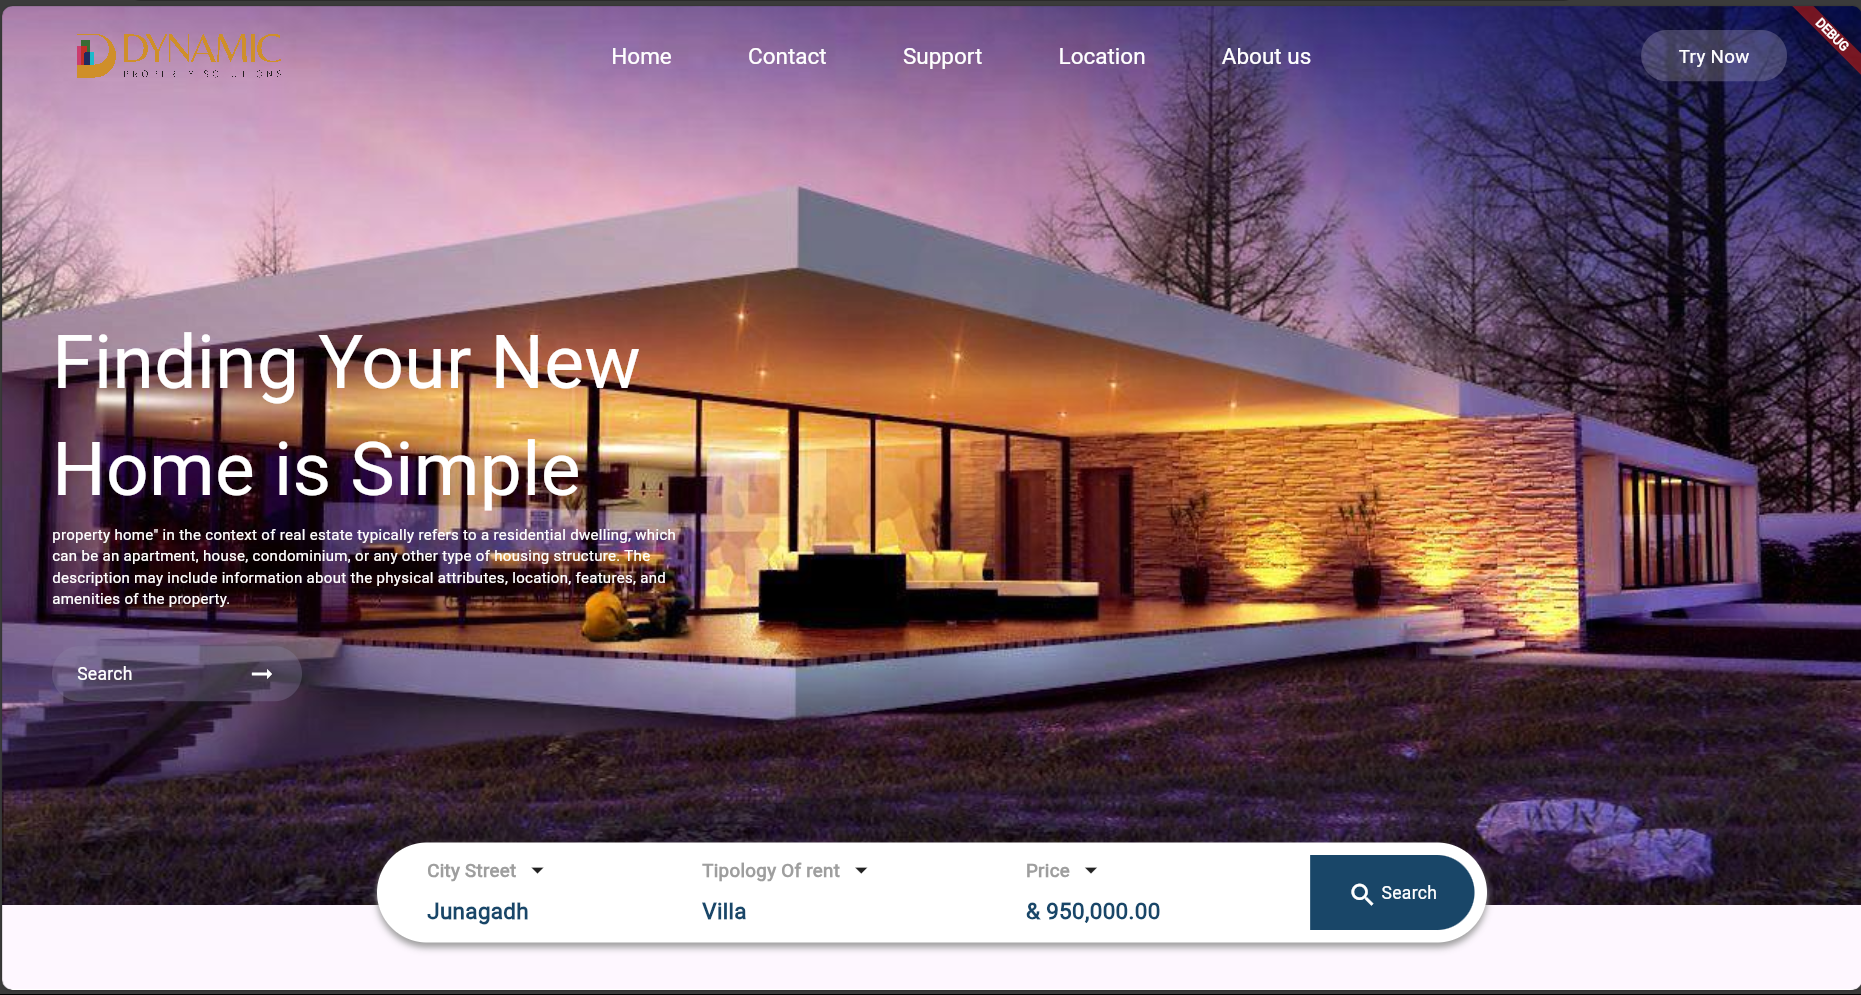 DYNAMIC
PROPERTY SOLUTIONS
Home
Contact
Support
Location
About us
Try Now
DEBUG
Finding Your New
Home is Simple
property home" in the context of real estate typically refers to a residential dwelling, which
can be an apartment, house, condominium, or any other type of housing structure. The
description may include information about the physical attributes, location, features, and
amenities of the property.
Search
City Street
Tipology Of rent
Price
Junagadh
Villa
& 950,000.00
Search